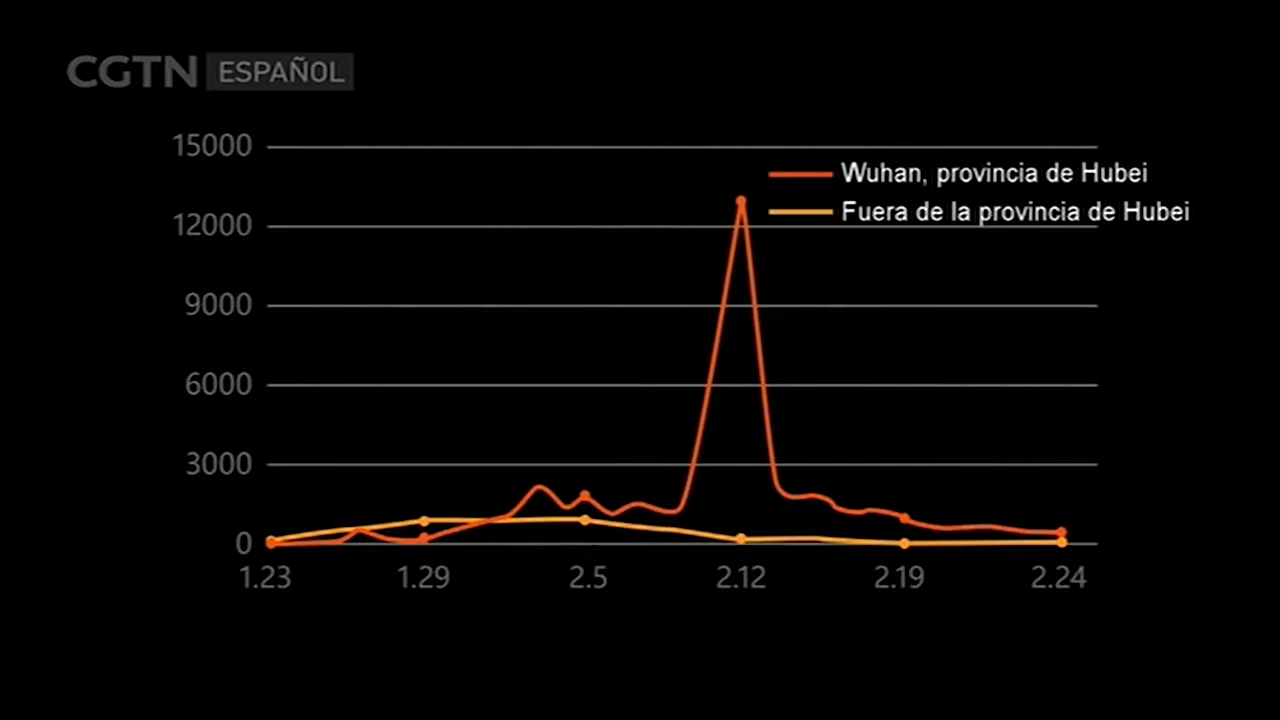 CGTN ESPAÑOL
15000
Wuhan, provincia de Hubei
Fuera de la provincia de Hubei
12000
9000
6000
3000
0
1.23 1.29 2.5 2.12 2.19 2.24